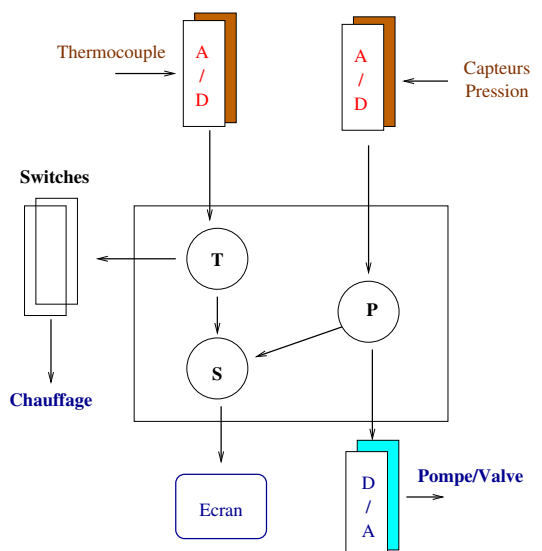 Thermocouple
A
/
D
A
/
D
Capteurs
Pression
Switches
T
P
S
Chauffage
Ecran
D
/
A
Pompe/Valve